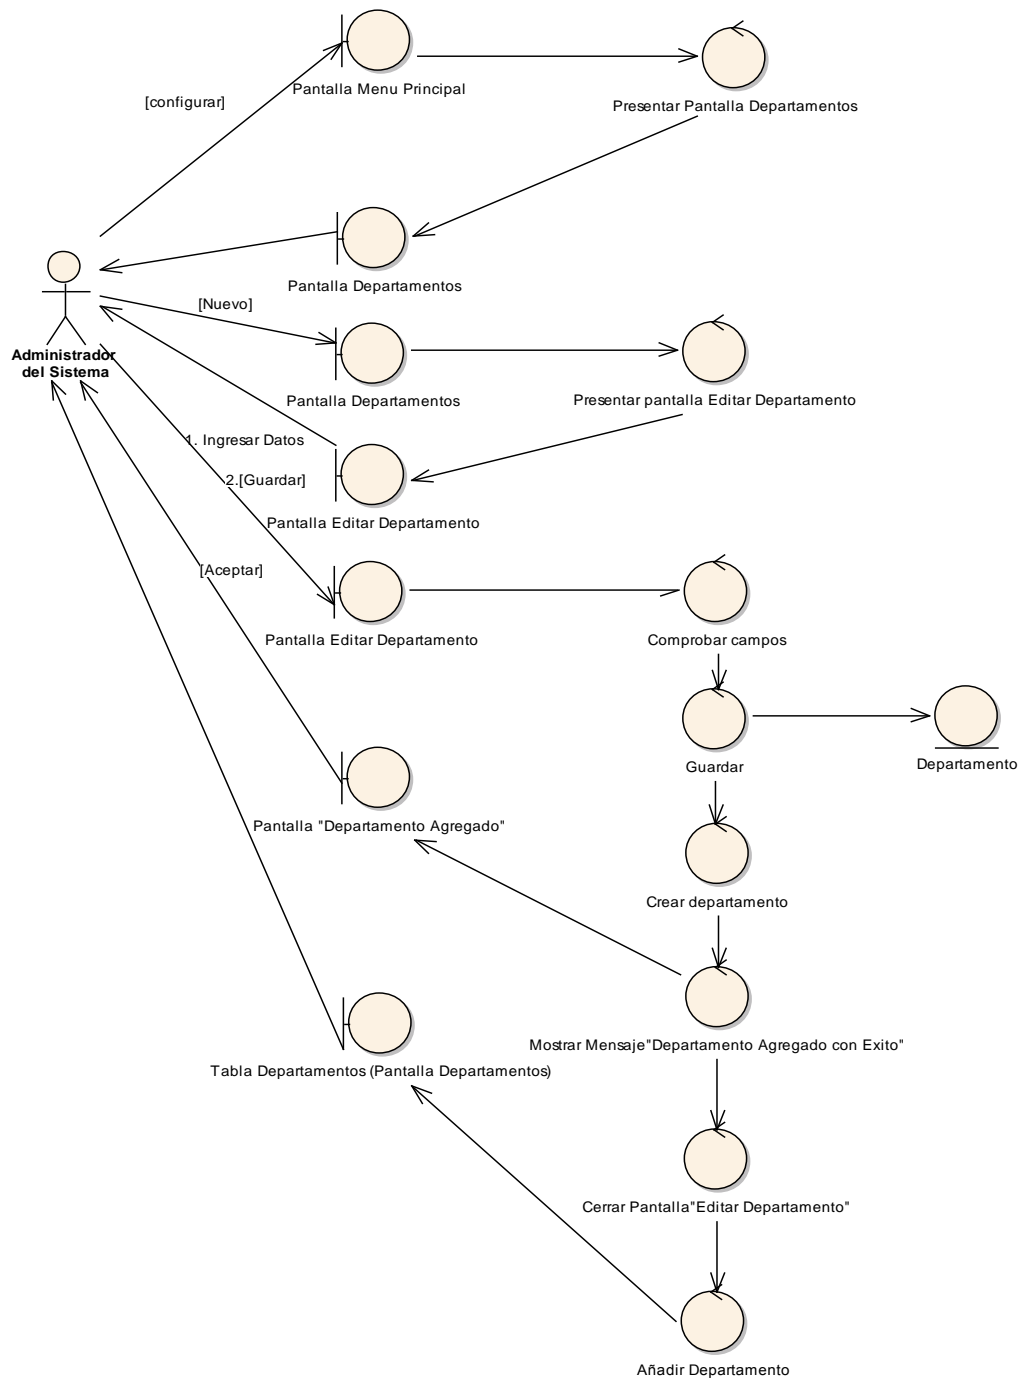 [configurar]
Pantalla Menu Principal
Presentar Pantalla Departamentos
Pantalla Departamentos
[Nuevo]
Administrador
del Sistema
Pantalla Departamentos
Presentar pantalla Editar Departamento
1. Ingresar Datos
2.[Guardar]
Pantalla Editar Departamento
[Aceptar]
Pantalla Editar Departamento
Comprobar campos
Guardar
Departamento
Pantalla "Departamento Agregado"
Crear departamento
Mostrar Mensaje"Departamento Agregado con Exito"
Tabla Departamentos (Pantalla Departamentos)
Cerrar Pantalla"Editar Departamento"
Añadir Departamento